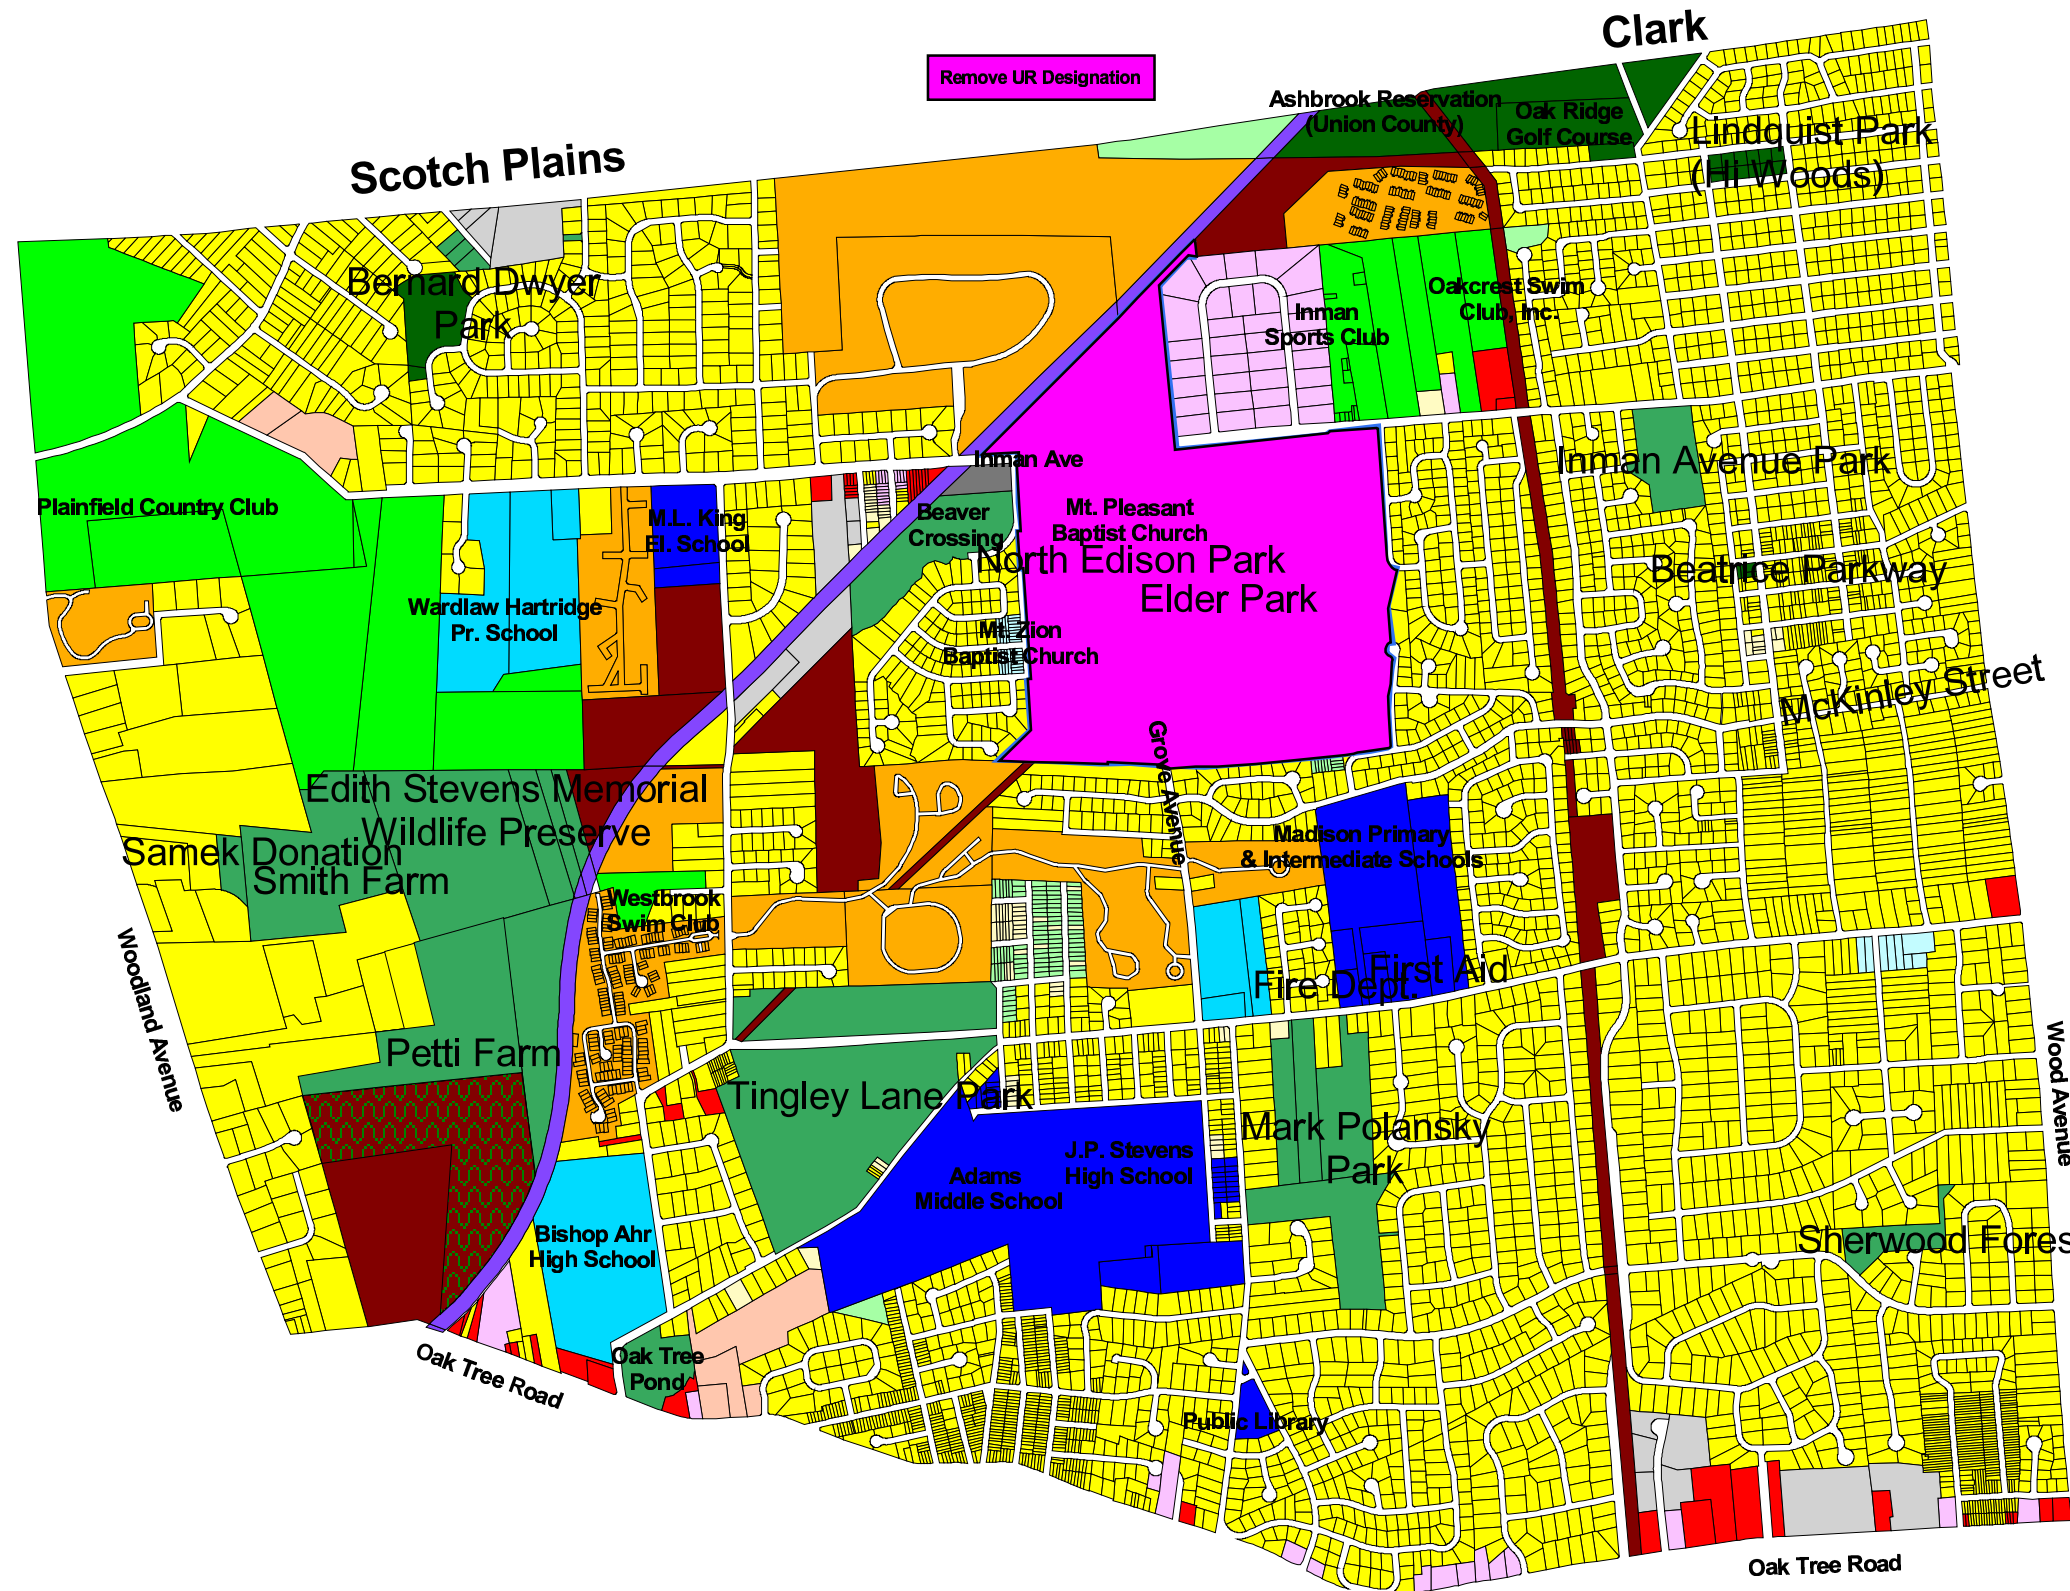 Clark
Remove UR Designation
Ashbrook Reservation
(Union County)
Oak Ridge
Golf Course
Lindquist Park
(Hi Woods)
Scotch Plains
Bernard Dwyer
Park
Oakcrest Swim
Club, Inc.
Inman
Sports Club
Inman Ave
Inman Avenue Park
Plainfield Country Club
M.L. King
El. School
Beaver
Crossing
Mt. Pleasant
Baptist Church
North Edison Park
Elder Park
Beatrice Parkway
Wardlaw Hartridge
Pr. School
Mt. Zion
Baptist Church
McKinley Street
Grove Avenue
Edith Stevens Memorial
Wildlife Preserve
Samek Donation
Smith Farm
Madison Primary
& Intermediate Schools
Westbrook
Swim Club
Woodland Avenue
First Aid
Fire Dept.
Petti Farm
Tingley Lane Park
Wood Avenue
Mark Polansky
Park
J.P. Stevens
High School
Adams
Middle School
Bishop Ahr
High School
Sherwood Fores
Oak Tree
Pond
Oak Tree Road
Public Library
Oak Tree Road